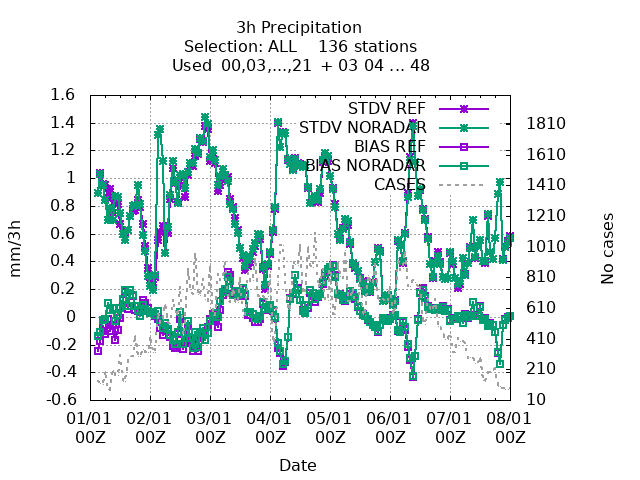 3h Precipitation
Selection: ALL    136 stations
Used  00,03,...,21 + 03 04 ... 48
STDV REF
STDV NORADAR
BIAS REF
BIAS NORADAR
CASES
mm/3h
1.6
1.4
1.2
1
0.8
0.6
0.4
0.2
0
-0.2
-0.4
-0.6
No cases
1810
1610
1410
1210
1010
810
610
410
210
10
01/01 02/01 03/01 04/01 05/01 06/01 07/01 08/01
00Z 00Z 00Z 00Z 00Z 00Z 00Z 00Z
Date